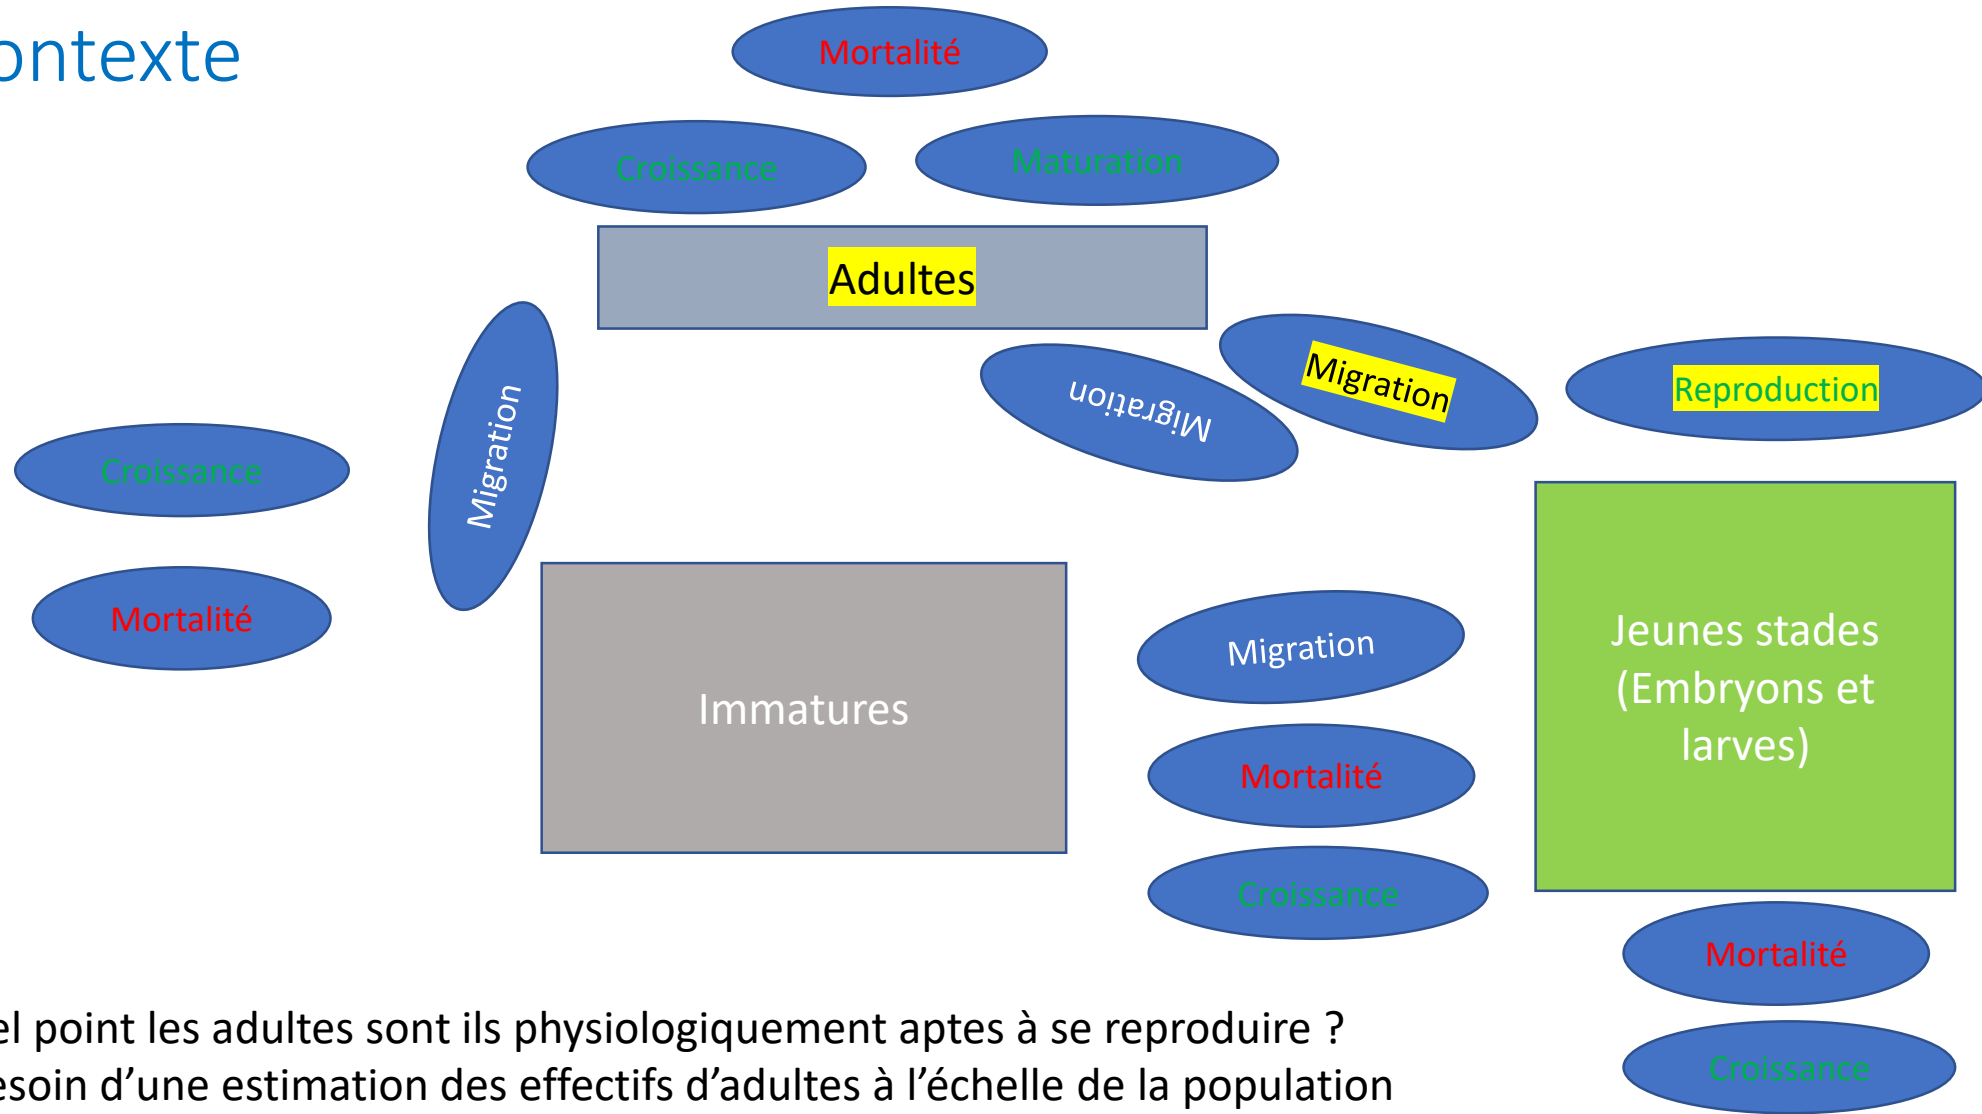 ontexte
Mortalité
Croissance
Maturation
Adultes
Migration
Migration
Migration
Reproduction
Croissance
Mortalité
Immatures
Migration
Mortalité
Croissance
Jeunes stades
(Embryons et
larves)
Mortalité
Croissance
el point les adultes sont ils physiologiquement aptes à se reproduire ?
esoin d’une estimation des effectifs d’adultes à l’échelle de la population